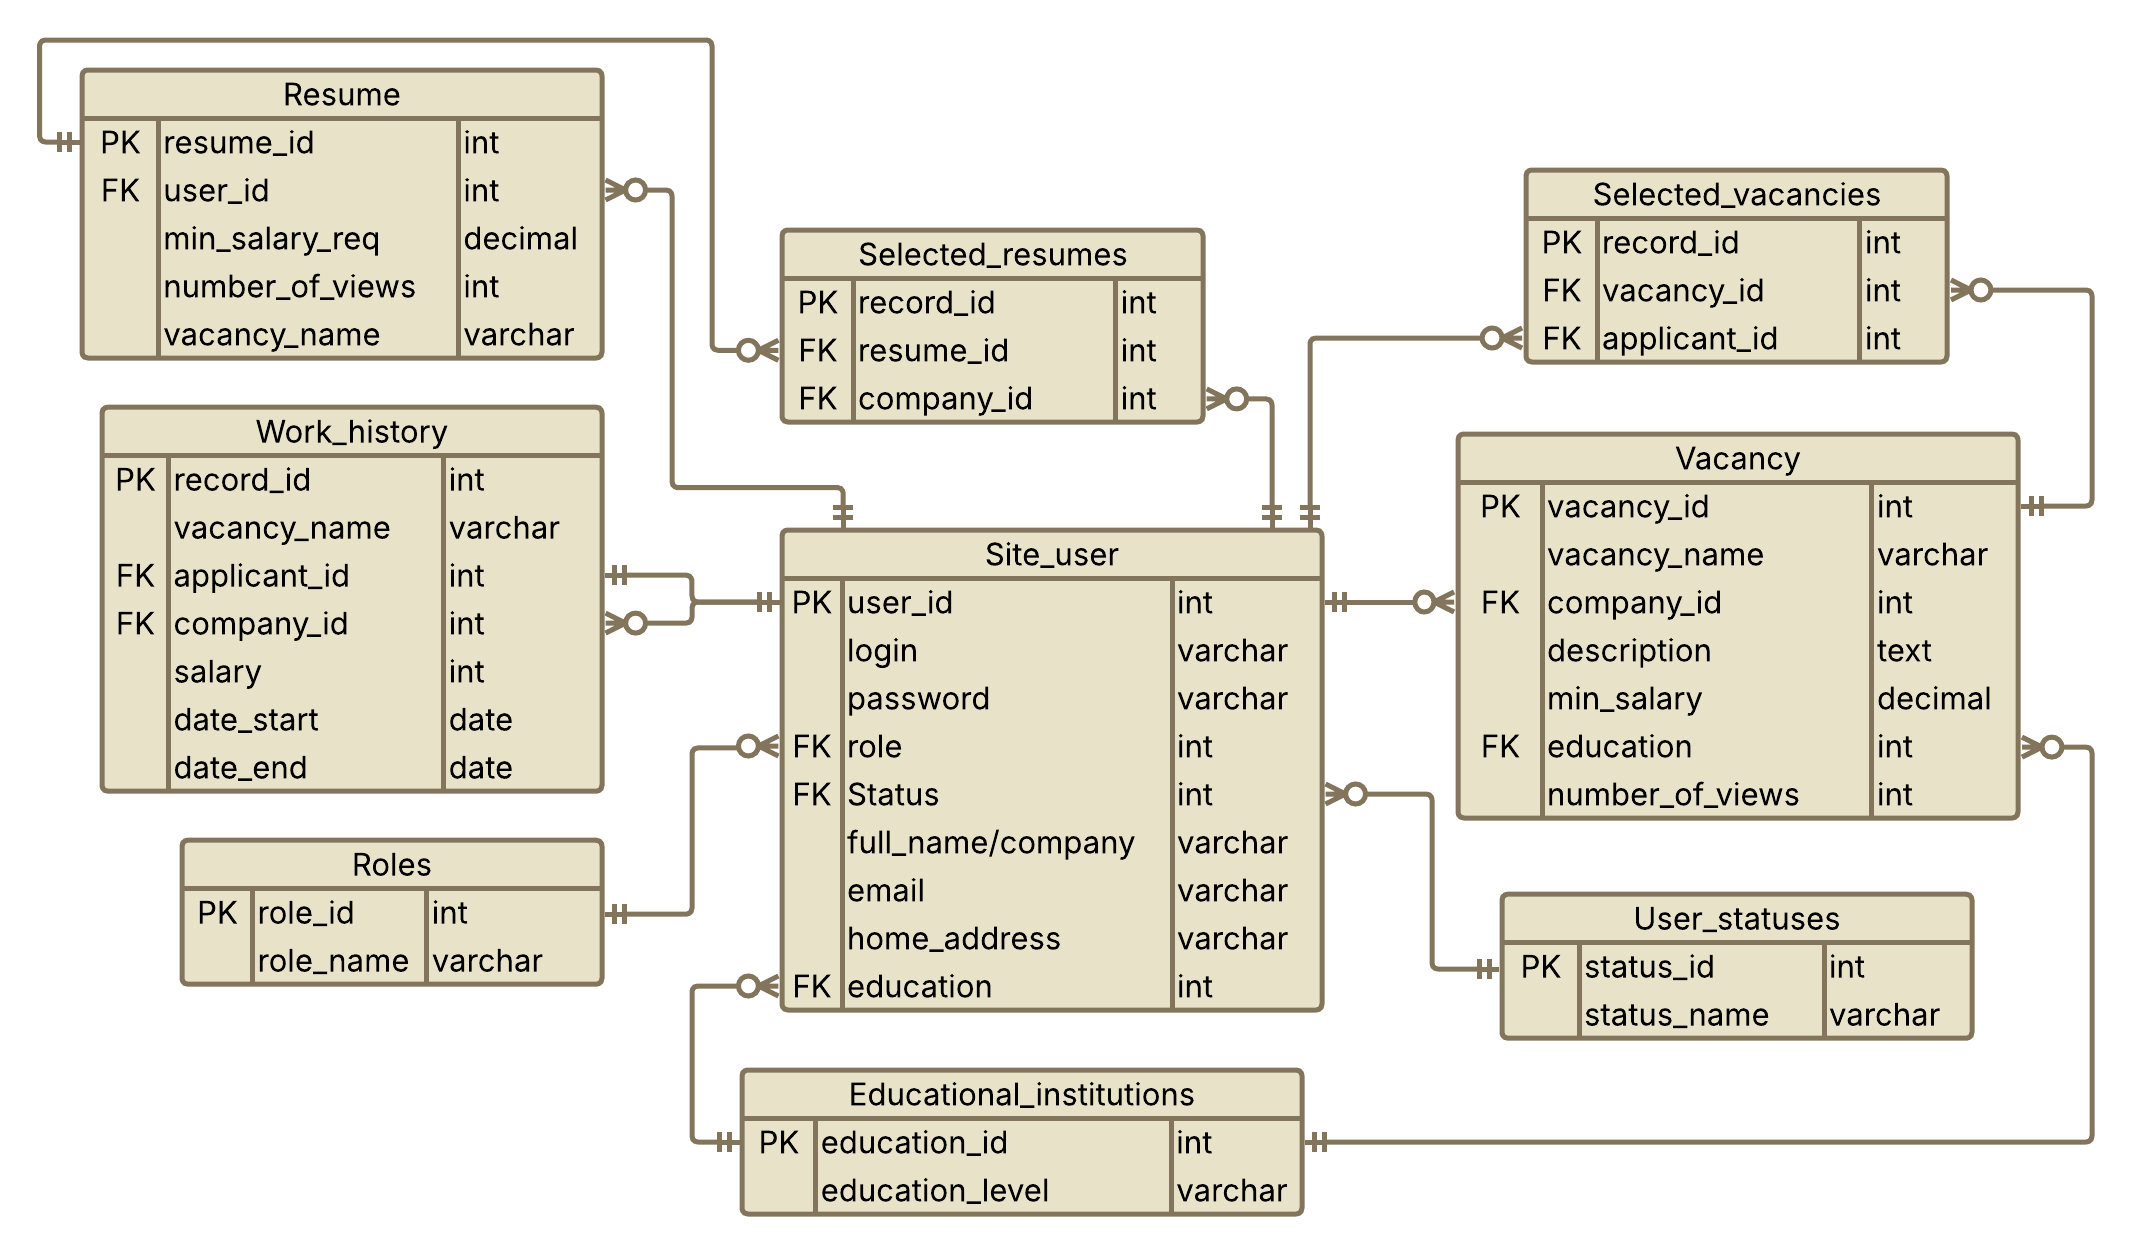 Resume
PK resume_id int
FK user_id int
min_salary_req decimal
number_of_views int
vacancy_name varchar
Selected_resumes
PK record_id int
FK resume_id int
FK company_id int
Selected_vacancies
PK record_id int
FK vacancy_id int
FK applicant_id int
Work_history
PK record_id int
vacancy_name varchar
FK applicant_id int
FK company_id int
salary int
date_start date
date_end date
Site_user
PK user_id int
login varchar
password varchar
FK role int
FK Status int
full_name/company varchar
email varchar
home_address varchar
FK education int
Vacancy
PK vacancy_id int
vacancy_name varchar
FK company_id int
description text
min_salary decimal
FK education int
number_of_views int
Roles
PK role_id int
role_name varchar
User_statuses
PK status_id int
status_name varchar
Educational_institutions
PK education_id int
education_level varchar